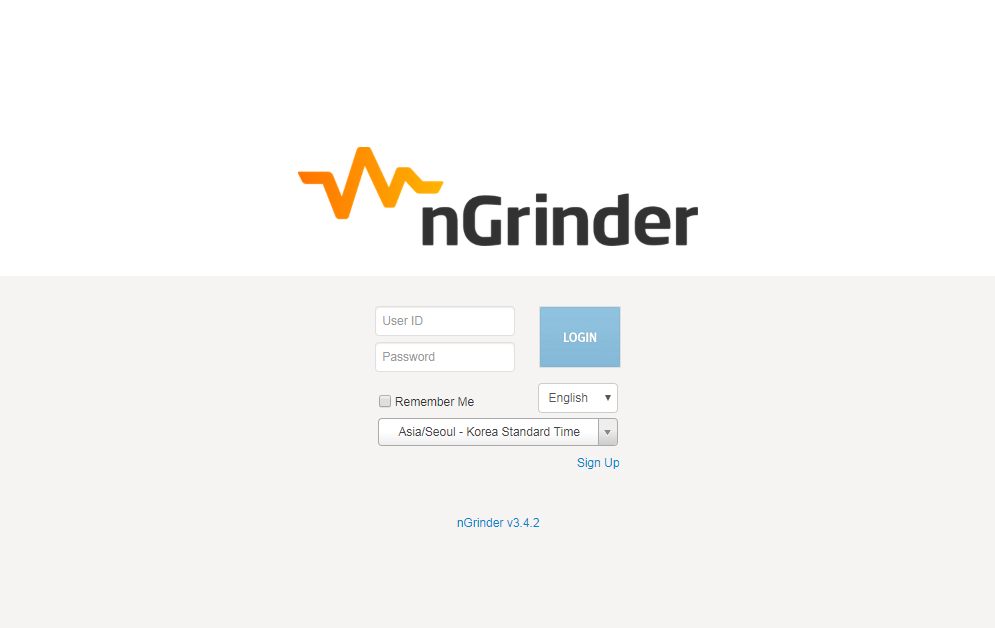 nGrinder
User ID
LOGIN
Password
Remember Me
English
Asia/Seoul - Korea Standard Time
Sign Up
nGrinder v3.4.2